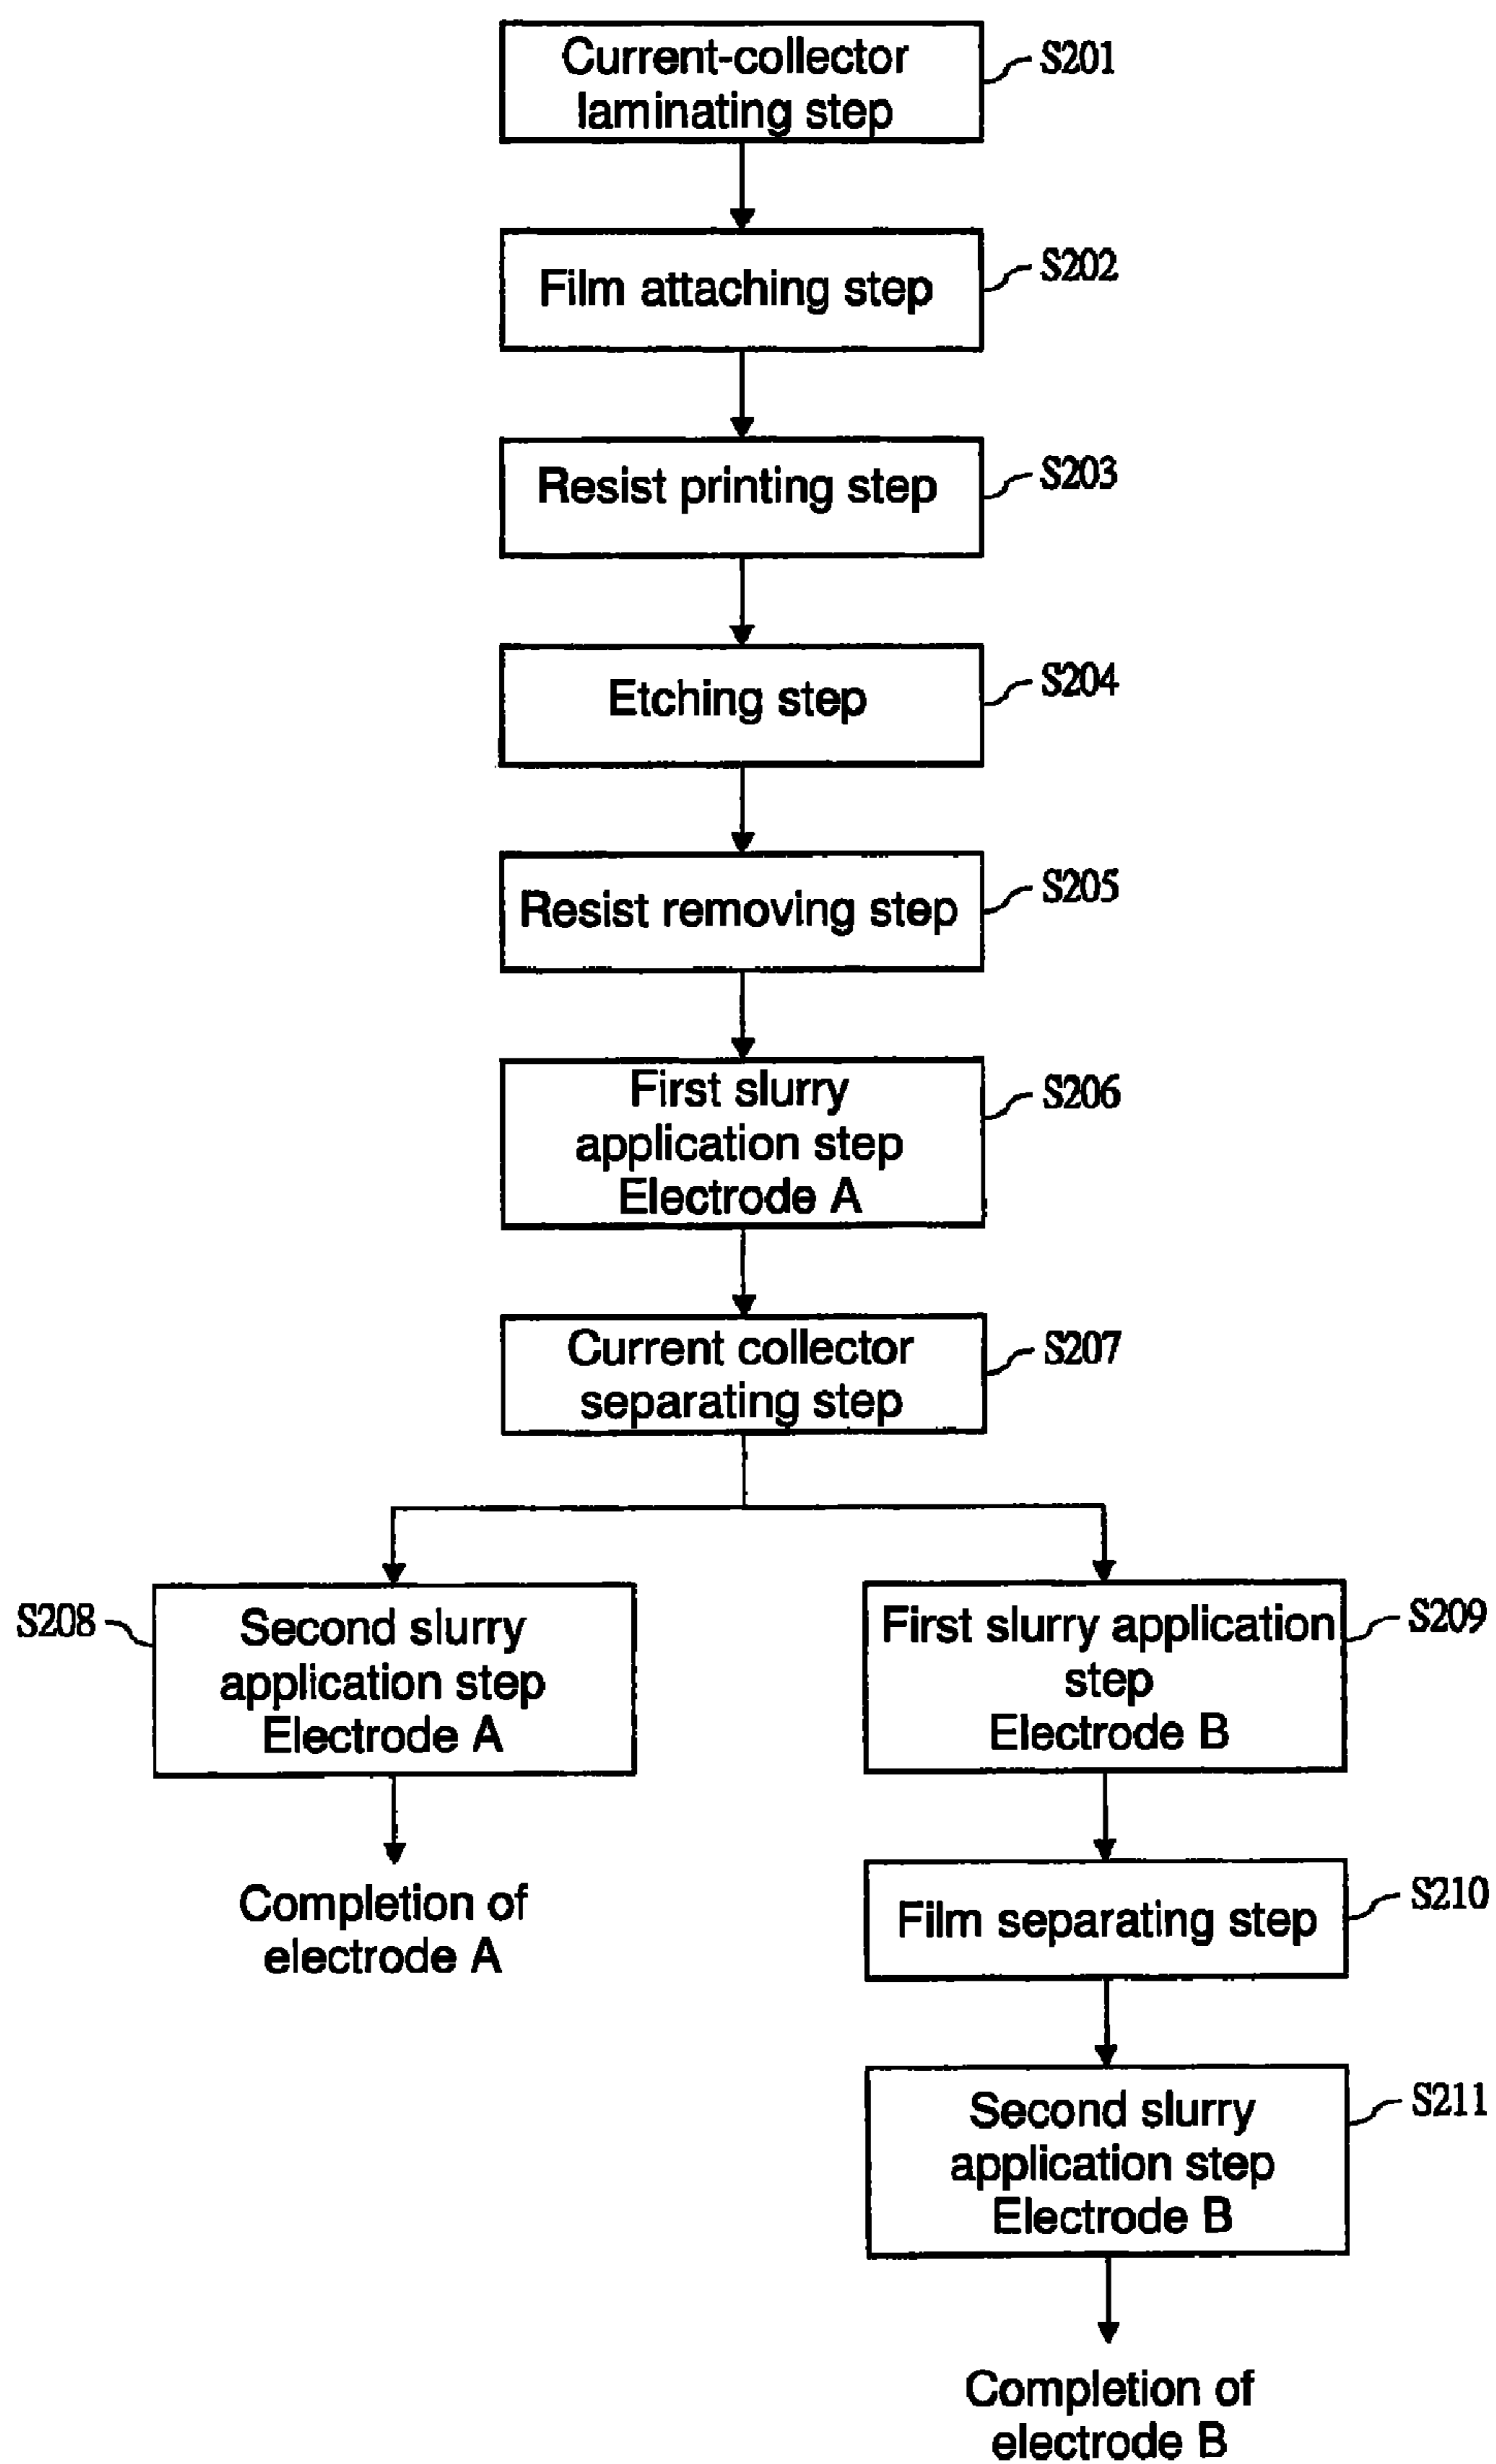 Current-collector
laminating step
S201
Film attaching step
S202
Resist printing step
S203
Etching step
S204
Resist removing step
S205
First slurry
application step
Electrode A
S206
Current collector
separating step
S207
S208
Second slurry
application step
Electrode A
Completion of
electrode A
First slurry application
step
Electrode B
S209
Film separating step
S210
Second slurry
application step
Electrode B
S211
Completion of
electrode B